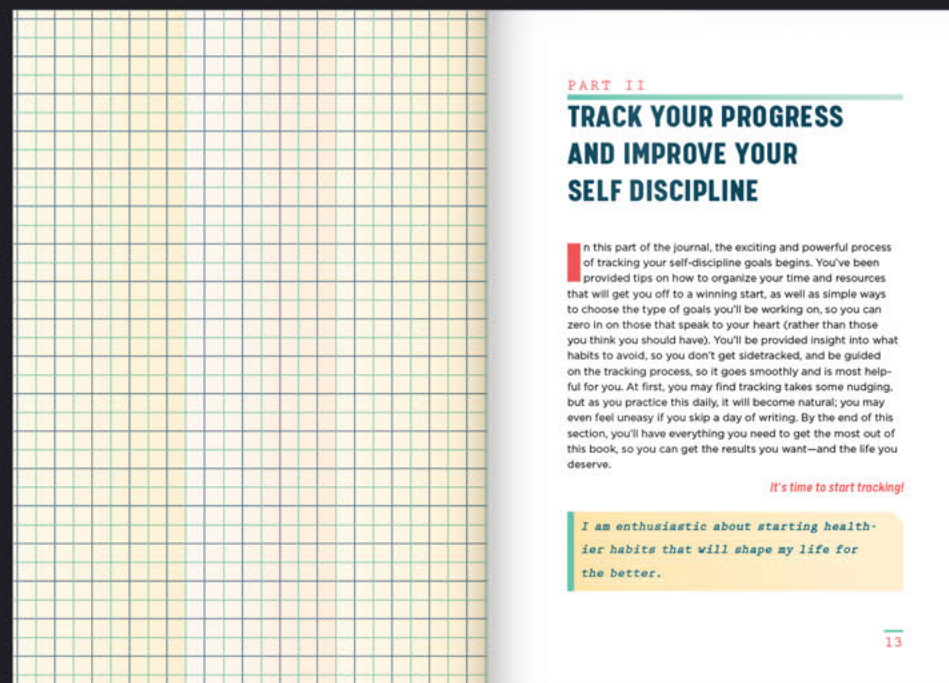 PART II
TRACK YOUR PROGRESS
AND IMPROVE YOUR
SELF DISCIPLINE
In this part of the journal, the exciting and powerful process
of tracking your self-discipline goals begins. You've been
provided tips on how to organize your time and resources
that will get you off to a winning start, as well as simple ways
to choose the type of goals you'll be working on, so you can
zero in on those that speak to your heart (rather than those
you think you should have). You'll be provided insight into what
habits to avoid, so you don't get sidetracked, and be guided
on the tracking process, so it goes smoothly and is most help-
ful for you. At first, you may find tracking takes some nudging,
but as you practice this daily, it will become natural; you may
even feel uneasy if you skip a day of writing. By the end of this
section, you'll have everything you need to get the most out of
this book, so you can get the results you want—and the life you
deserve.
It's time to start tracking!
I am enthusiastic about starting health-
ier habits that will shape my life for
the better.
13